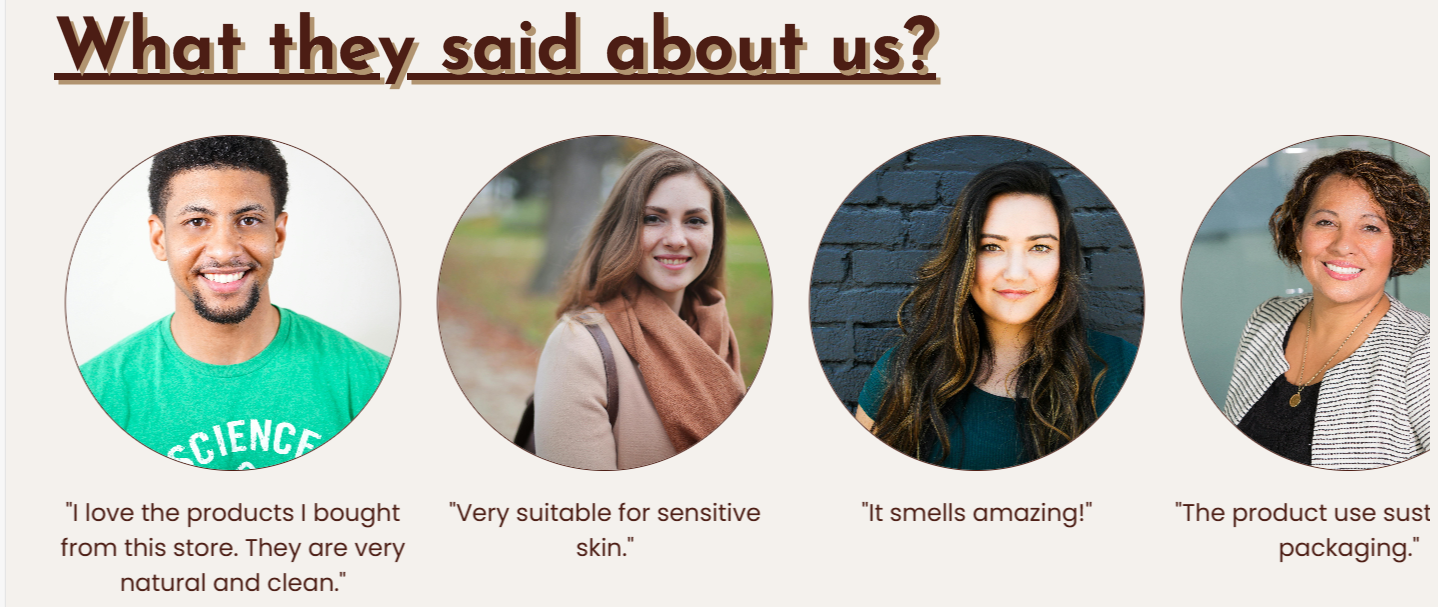 What they said about us?
SCIENCE
"I love the products I bought
from this store. They are very
natural and clean."
"Very suitable for sensitive
skin."
"It smells amazing!"
"The product use sust
packaging."